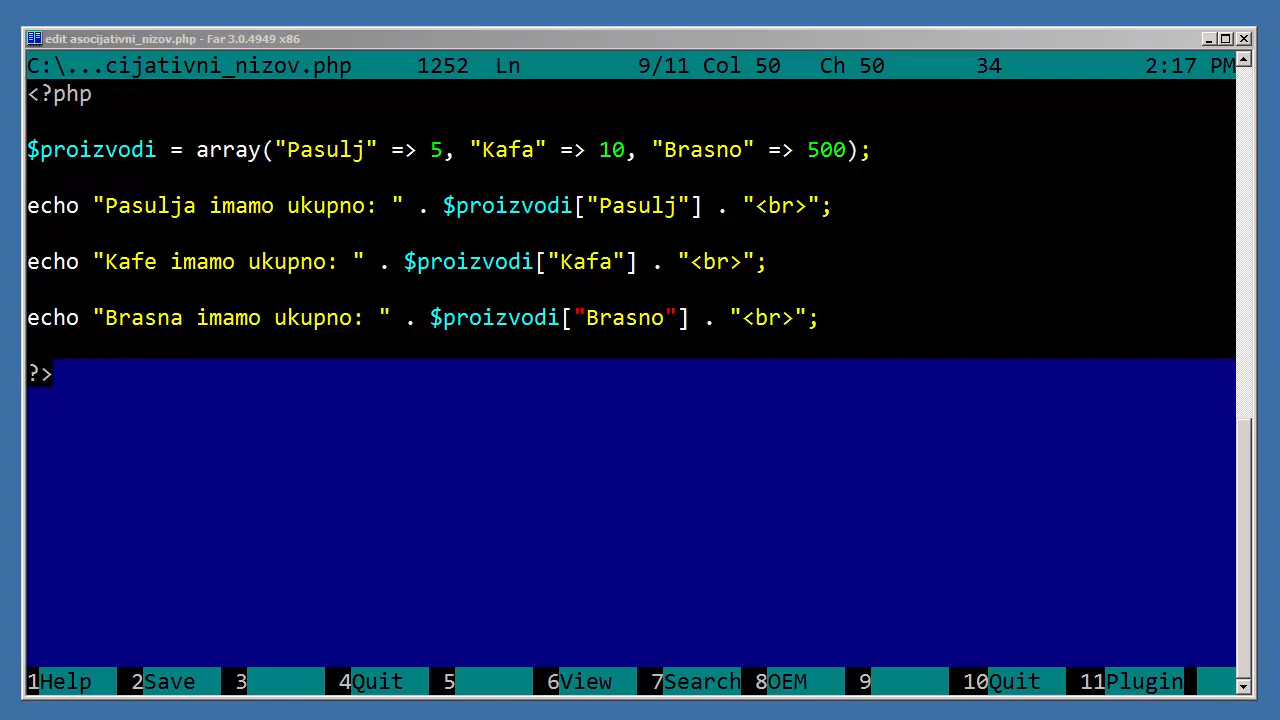 edit asocijativni_nizov.php - Far 3.0.4949 x86
C:\...cijativni_nizov.php 1252 Ln 9/11 Col 50 Ch 50 34 2:17 PM
<?php
$proizvodi = array("Pasulj" => 5, "Kafa" => 10, "Brasno" => 500);
echo "Pasulja imamo ukupno: " . $proizvodi["Pasulj"] . "<br>";
echo "Kafe imamo ukupno: " . $proizvodi["Kafa"] . "<br>";
echo "Brasna imamo ukupno: " . $proizvodi["Brasno"] . "<br>";
?>
1Help 2Save 3 4Quit 5 6View 7Search 8OEM 9 10Quit 11Plugin